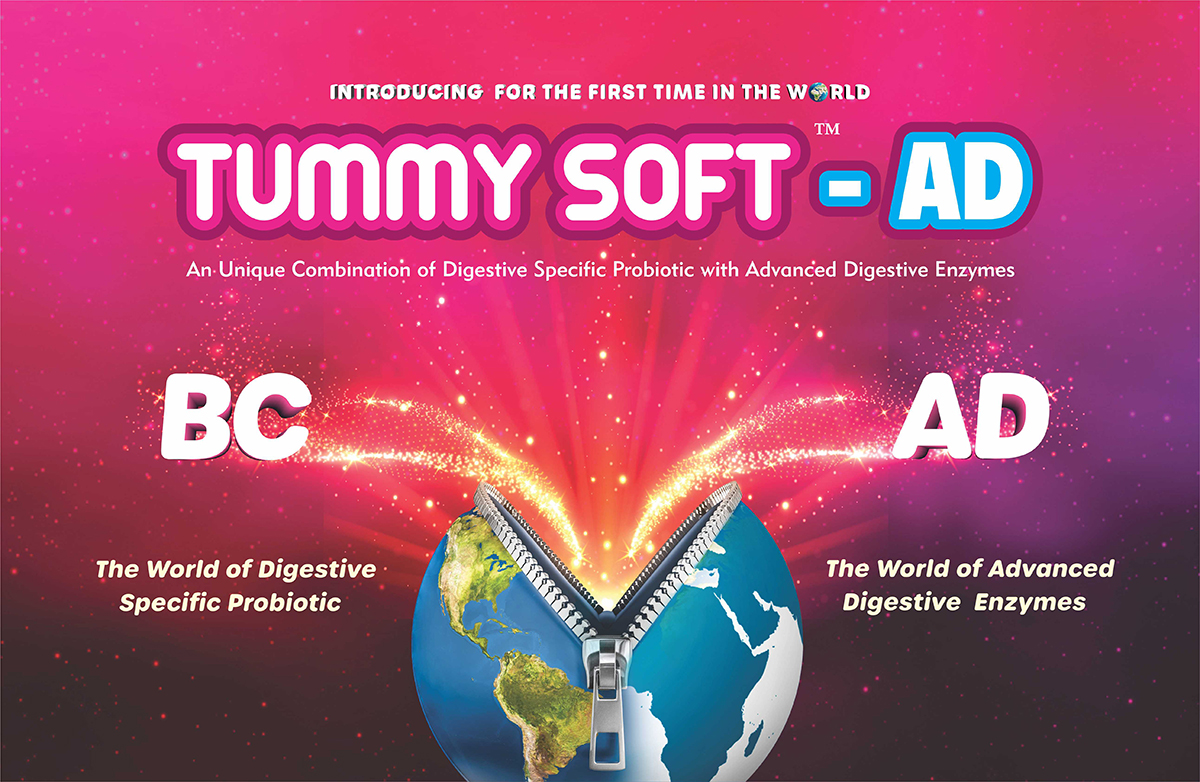 INTRODUCING FOR THE FIRST TIME IN THE WORLD
TUMMY SOFT™ - AD
An Unique Combination of Digestive Specific Probiotic with Advanced Digestive Enzymes
BC
AD
The World of Digestive
Specific Probiotic
The World of Advanced
Digestive Enzymes